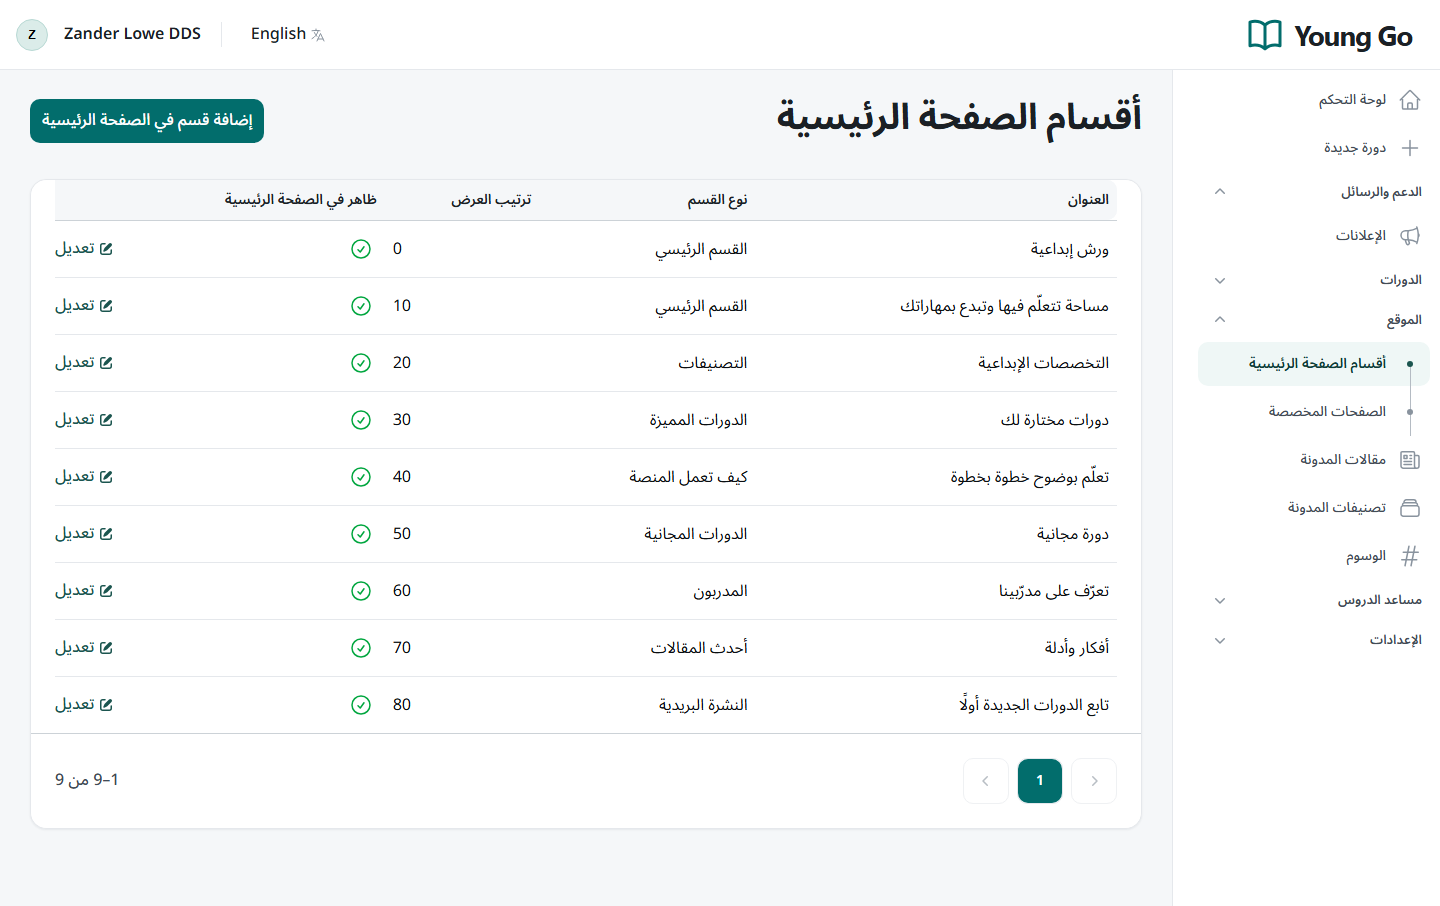 Young Go
English
Zander Lowe DDS
Z
لوحة التحكم
دورة جديدة
الدعم والرسائل
الإعلانات
الدورات
الموقع
أقسام الصفحة الرئيسية
الصفحات المخصصة
مقالات المدونة
تصنيفات المدونة
الوسوم
مساعد الدروس
الإعدادات
أقسام الصفحة الرئيسية
إضافة قسم في الصفحة الرئيسية
العنوان نوع القسم ترتيب العرض ظاهر في الصفحة الرئيسية
ورش إبداعية القسم الرئيسي 0 تعديل
مساحة تتعلّم فيها وتبدع بمهاراتك القسم الرئيسي 10 تعديل
التخصصات الإبداعية التصنيفات 20 تعديل
دورات مختارة لك الدورات المميزة 30 تعديل
تعلّم بوضوح خطوة بخطوة كيف تعمل المنصة 40 تعديل
دورة مجانية الدورات المجانية 50 تعديل
تعرّف على مدرّبينا المدربون 60 تعديل
أفكار وأدلة أحدث المقالات 70 تعديل
تابع الدورات الجديدة أولًا النشرة البريدية 80 تعديل
1
1–9 من 9